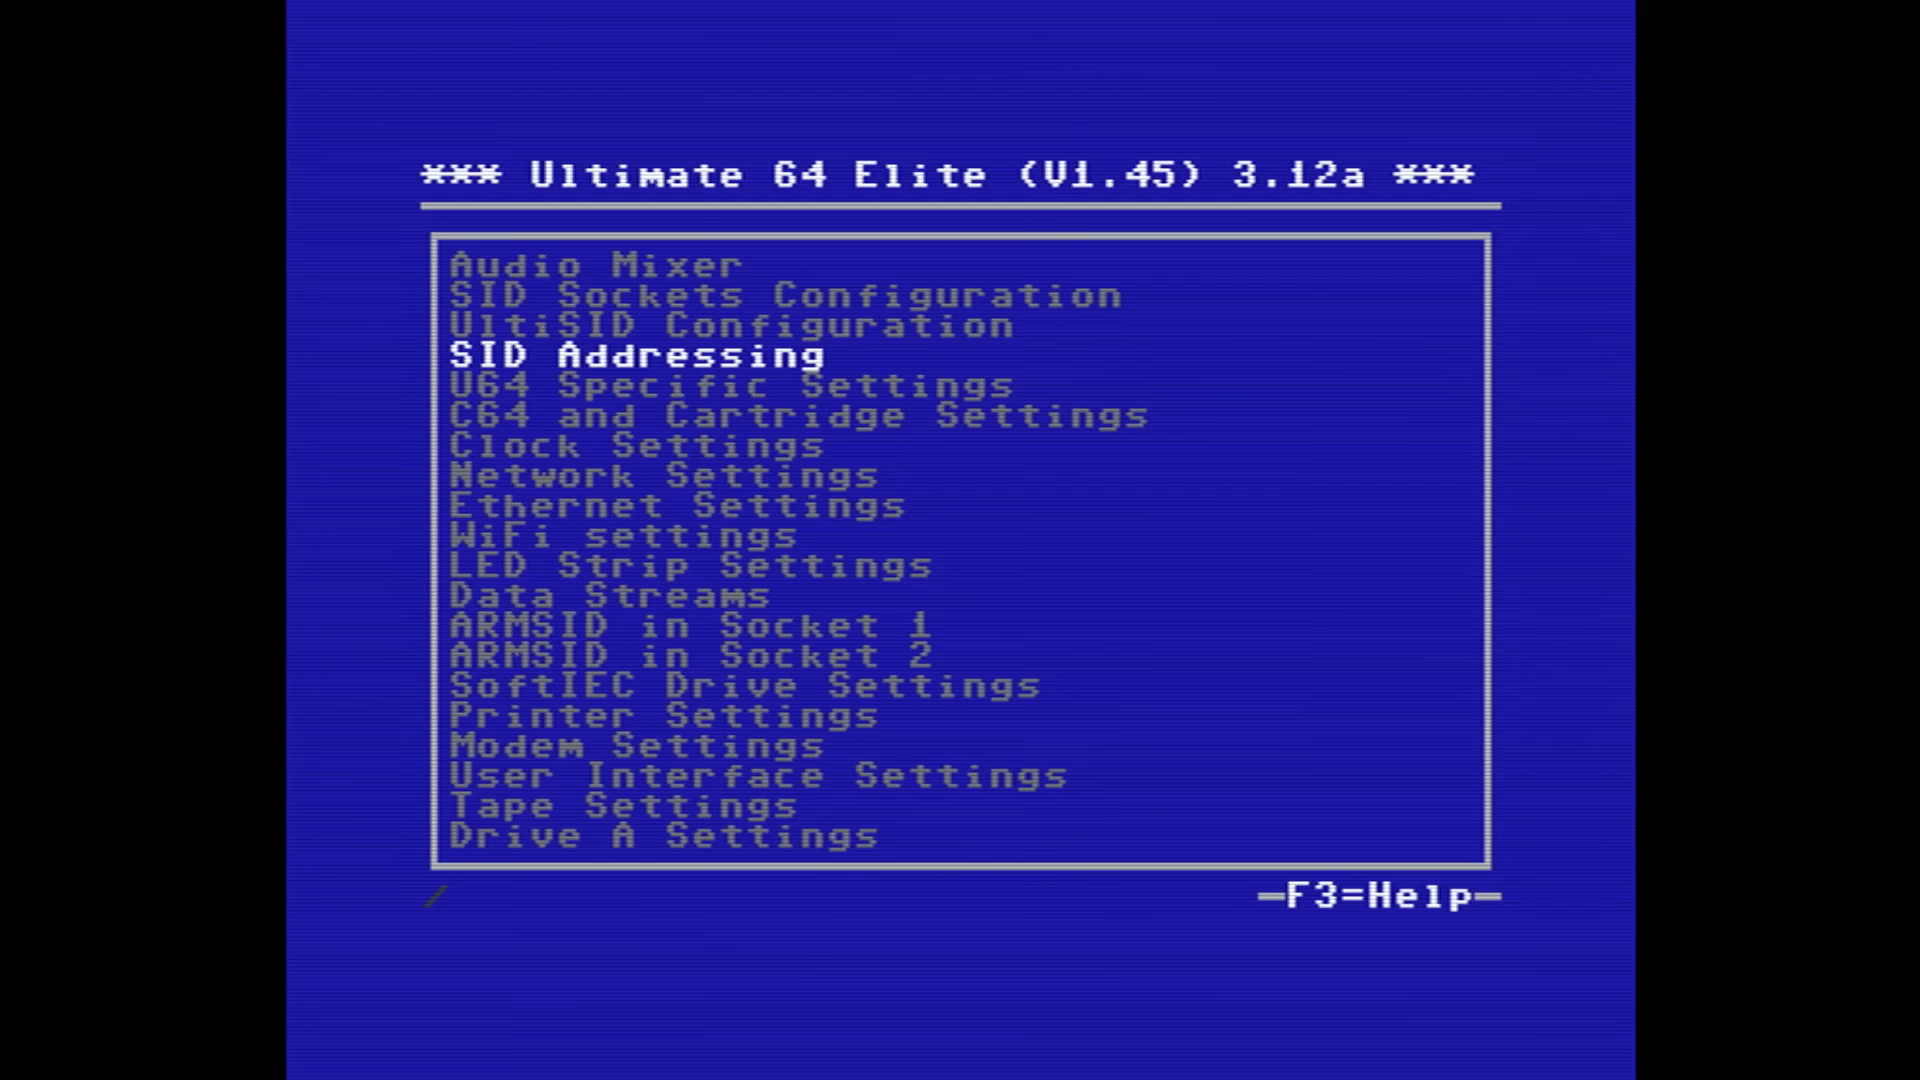 *** Ultimate 64 Elite (V1.45) 3.12a ***
Audio Mixer
SID Sockets Configuration
UltiSID Configuration
SID Addressing
U64 Specific Settings
C64 and Cartridge Settings
Clock Settings
Network Settings
Ethernet Settings
WiFi settings
LED Strip Settings
Data Streams
ARMSID in Socket 1
ARMSID in Socket 2
SoftIEC Drive Settings
Printer Settings
Modem Settings
User Interface Settings
Tape Settings
Drive A Settings
/ —F3=Help—